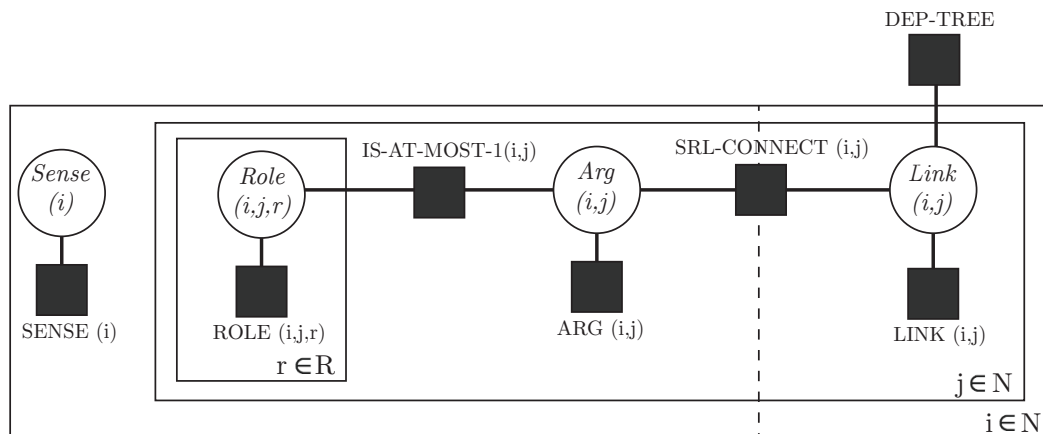 DEP-TREE
IS-AT-MOST-1(i,j)
SRL-CONNECT (i,j)
Sense
(i)
Role
(i,j,r)
Arg
(i,j)
Link
(i,j)
SENSE (i)
ROLE (i,j,r)
ARG (i,j)
LINK (i,j)
r ∈ R
j ∈ N
i ∈ N